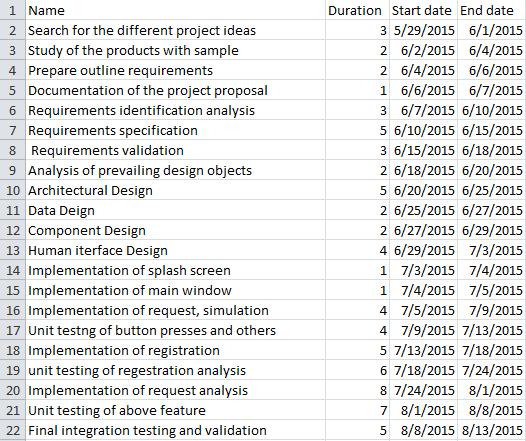 1 Name Duration Start date End date
2 Search for the different project ideas 3 5/29/2015 6/1/2015
3 Study of the products with sample 2 6/2/2015 6/4/2015
4 Prepare outline requirements 2 6/4/2015 6/6/2015
5 Documentation of the project proposal 1 6/6/2015 6/7/2015
6 Requirements identification analysis 3 6/7/2015 6/10/2015
7 Requirements specification 5 6/10/2015 6/15/2015
8 Requirements validation 3 6/15/2015 6/18/2015
9 Analysis of prevailing design objects 2 6/18/2015 6/20/2015
10 Architectural Design 5 6/20/2015 6/25/2015
11 Data Deign 2 6/25/2015 6/27/2015
12 Component Design 2 6/27/2015 6/29/2015
13 Human iterface Design 4 6/29/2015 7/3/2015
14 Implementation of splash screen 1 7/3/2015 7/4/2015
15 Implementation of main window 1 7/4/2015 7/5/2015
16 Implementation of request, simulation 4 7/5/2015 7/9/2015
17 Unit testng of button presses and others 4 7/9/2015 7/13/2015
18 Implementation of registration 5 7/13/2015 7/18/2015
19 unit testing of regestration analysis 6 7/18/2015 7/24/2015
20 Implementation of request analysis 8 7/24/2015 8/1/2015
21 Unit testing of above feature 7 8/1/2015 8/8/2015
22 Final integration testing and validation 5 8/8/2015 8/13/2015